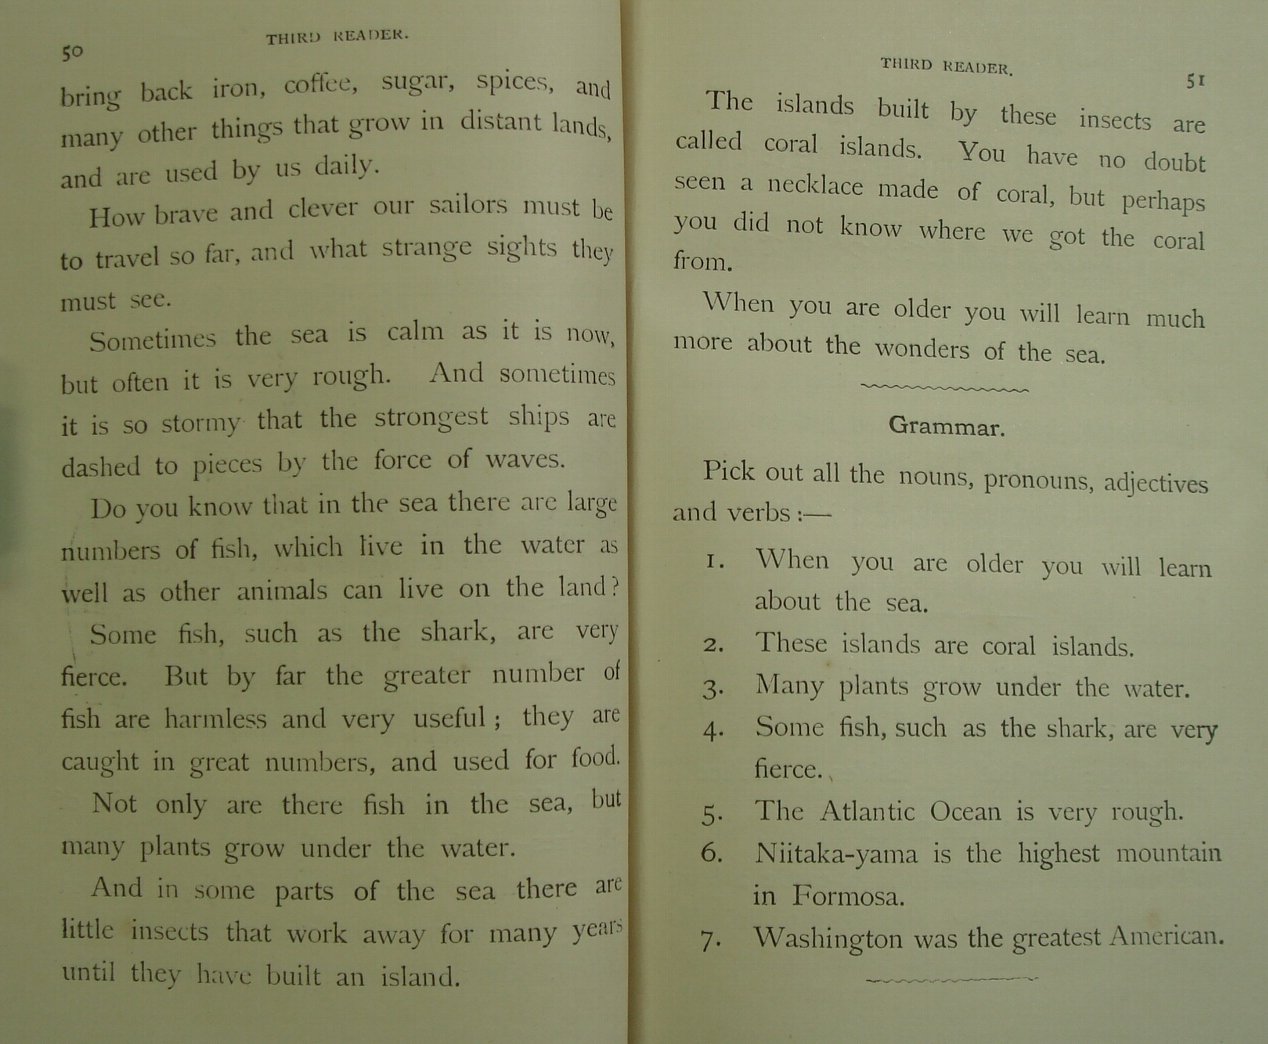 50
THIRD READER.
bring back iron, coffee, sugar, spices, and
many other things that grow in distant lands,
and are used by us daily.
How brave and clever our sailors must be
to travel so far, and what strange sights they
must see.
Sometimes the sea is calm as it is now,
but often it is very rough. And sometimes
it is so stormy that the strongest ships are
dashed to pieces by the force of waves.
Do you know that in the sea there are large
numbers of fish, which live in the water as
well as other animals can live on the land?
Some fish, such as the shark, are very
fierce. But by far the greater number of
fish are harmless and very useful; they are
caught in great numbers, and used for food.
Not only are there fish in the sea, but
many plants grow under the water.
And in some parts of the sea there are
little insects that work away for many years
until they have built an island.
THIRD READER.
51
The islands built by these insects are
called coral islands. You have no doubt
seen a necklace made of coral, but perhaps
you did not know where we got the coral
from.
When you are older you will learn much
more about the wonders of the sea.
Grammar.
Pick out all the nouns, pronouns, adjectives
and verbs:—
1. When you are older you will learn
about the sea.
2. These islands are coral islands.
3. Many plants grow under the water.
4. Some fish, such as the shark, are very
fierce.
5. The Atlantic Ocean is very rough.
6. Niitaka-yama is the highest mountain
in Formosa.
7. Washington was the greatest American.